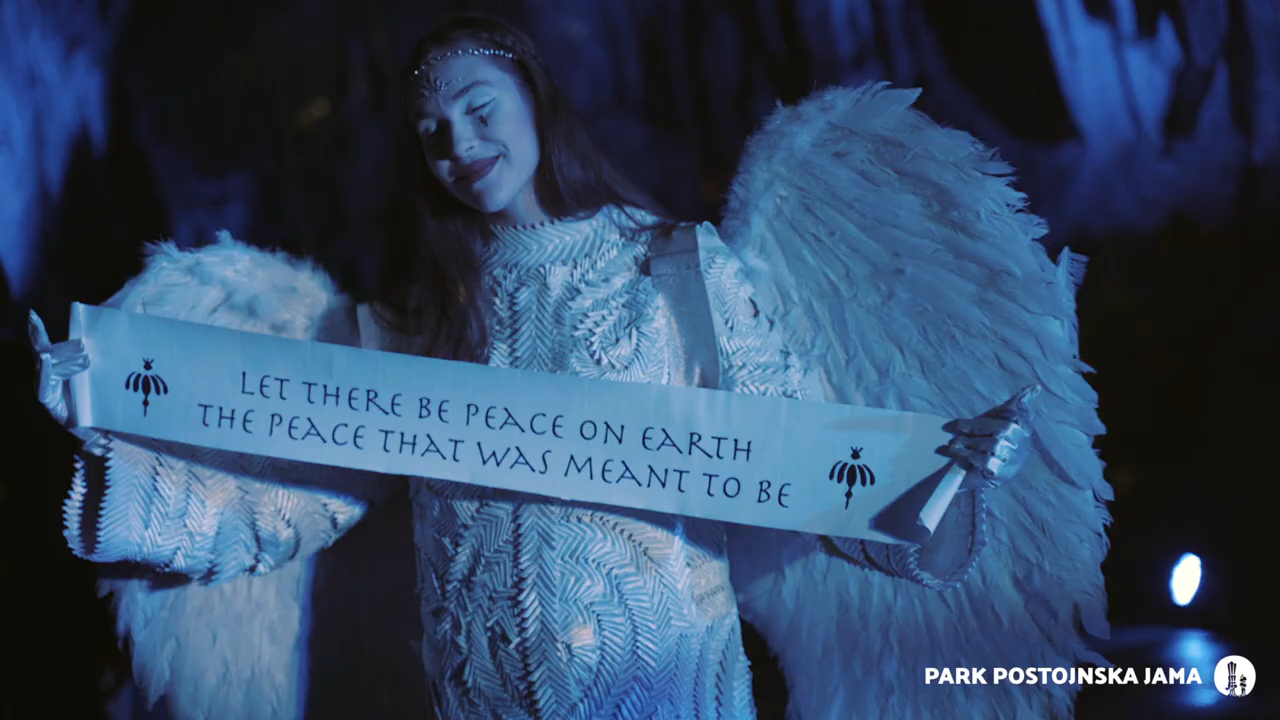 LET THERE BE PEACE ON EARTH
THE PEACE THAT WAS MEANT TO BE
PARK POSTOJNSKA JAMA